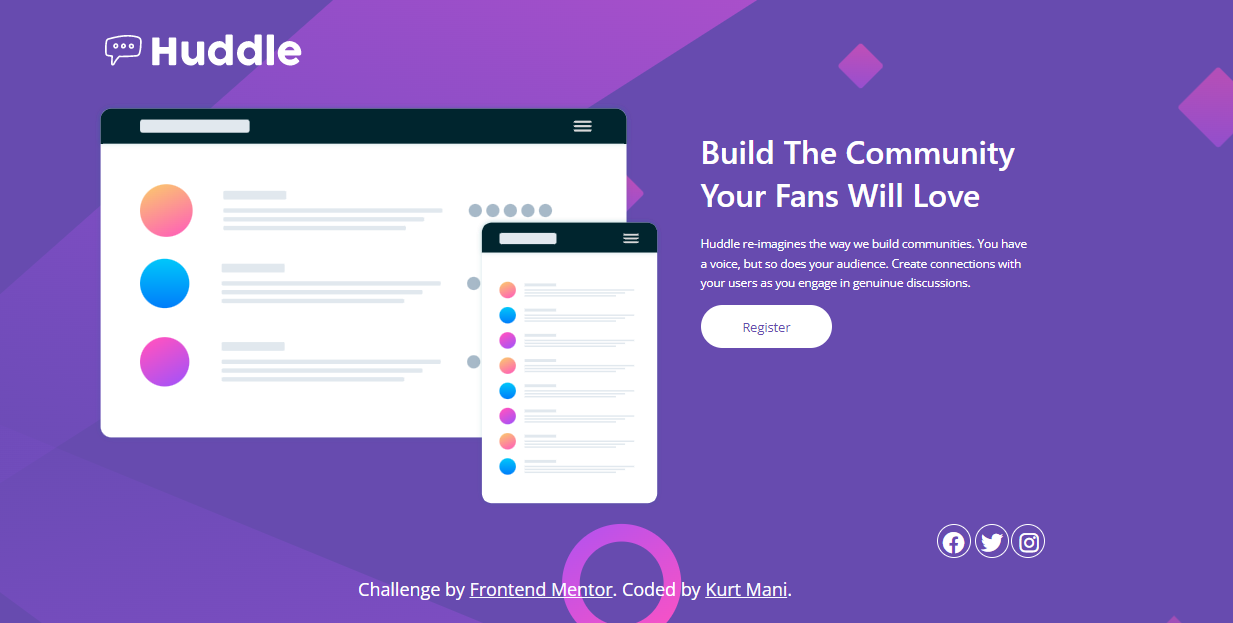 Huddle
Build The Community
Your Fans Will Love
Huddle re-imagines the way we build communities. You have
a voice, but so does your audience. Create connections with
your users as you engage in genuinue discussions.
Register
Challenge by Frontend Mentor. Coded by Kurt Mani.